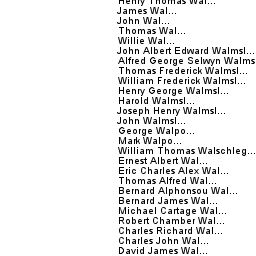 Henry Thomas Wal...
James Wal...
John Wal...
Thomas Wal...
Willie Wal...
John Albert Edward Walmsl...
Alfred George Selwyn Walms
Thomas Frederick Walmsl...
William Frederick Walmsl...
Henry George Walmsl...
Harold Walmsl...
Joseph Henry Walmsl...
John Walmsl...
George Walpo...
Mark Walpo...
William Thomas Walschleg...
Ernest Albert Wal...
Eric Charles Alex Wal...
Thomas Alfred Wal...
Bernard Alphonsou Wal...
Bernard James Wal...
Michael Cartage Wal...
Robert Chamber Wal...
Charles Richard Wal...
Charles John Wal...
David James Wal...